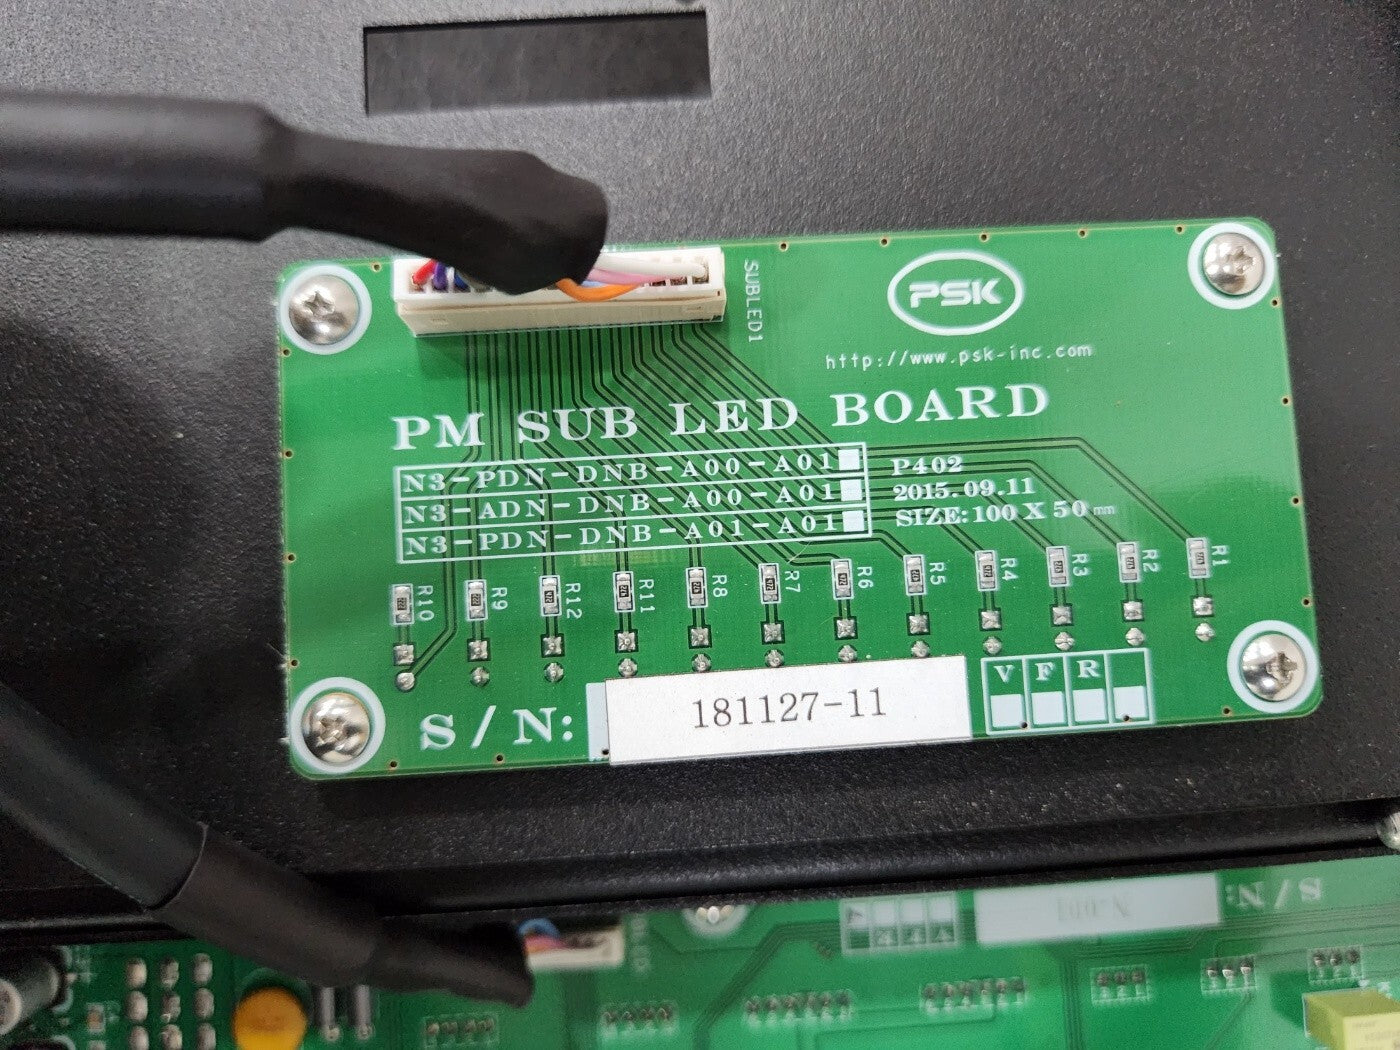 SUBLED1
PSK
http://www.psk-inc.com
PM SUB LED BOARD
N3-PDN-DNB-A00-A01
N3-ADN-DNB-A00-A01
N3-PDN-DNB-A01-A01
P402
2015.09.11
SIZE:100 X 50mm
R10
R9
R12
R11
R8
R7
R6
R5
R4
R3
R2
R1
V F R
S/N: 181127-11
S/N: